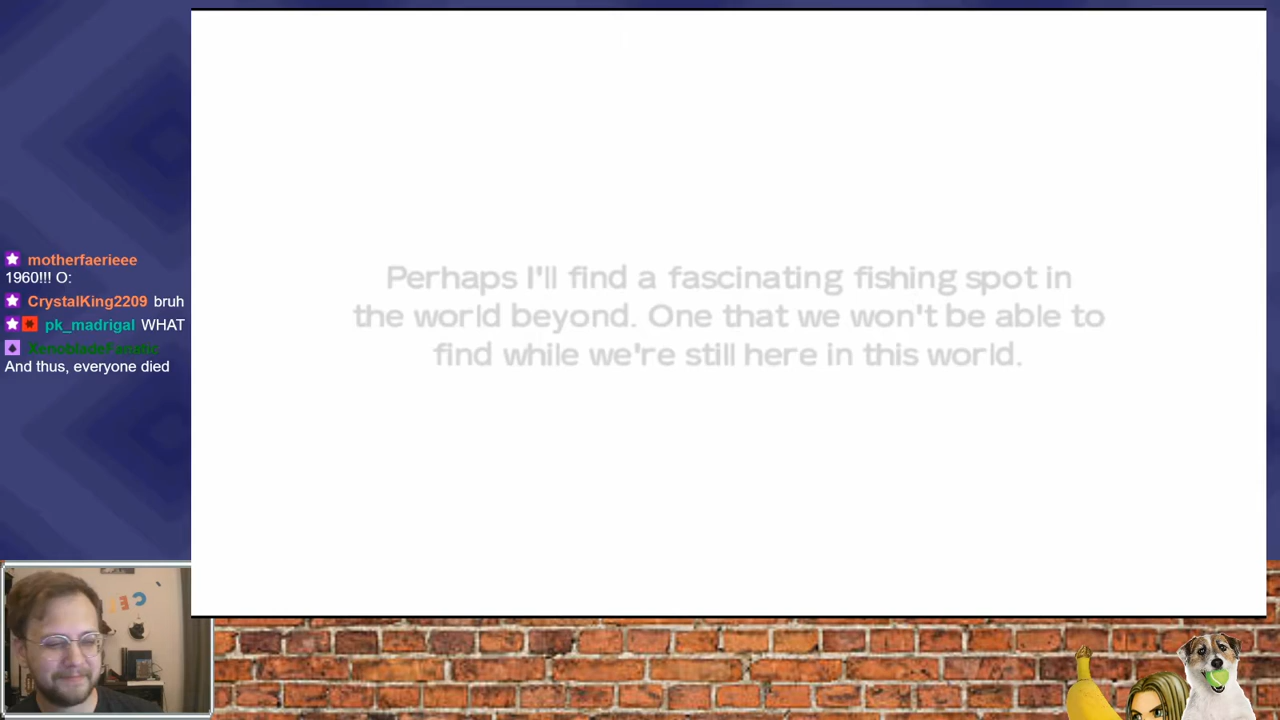 motherfaerieee
1960!!! O:
CrystalKing2209 bruh
pk_madrigal WHAT
XenobladeFanatic
And thus, everyone died
Perhaps I'll find a fascinating fishing spot in
the world beyond. One that we won't be able to
find while we're still here in this world.